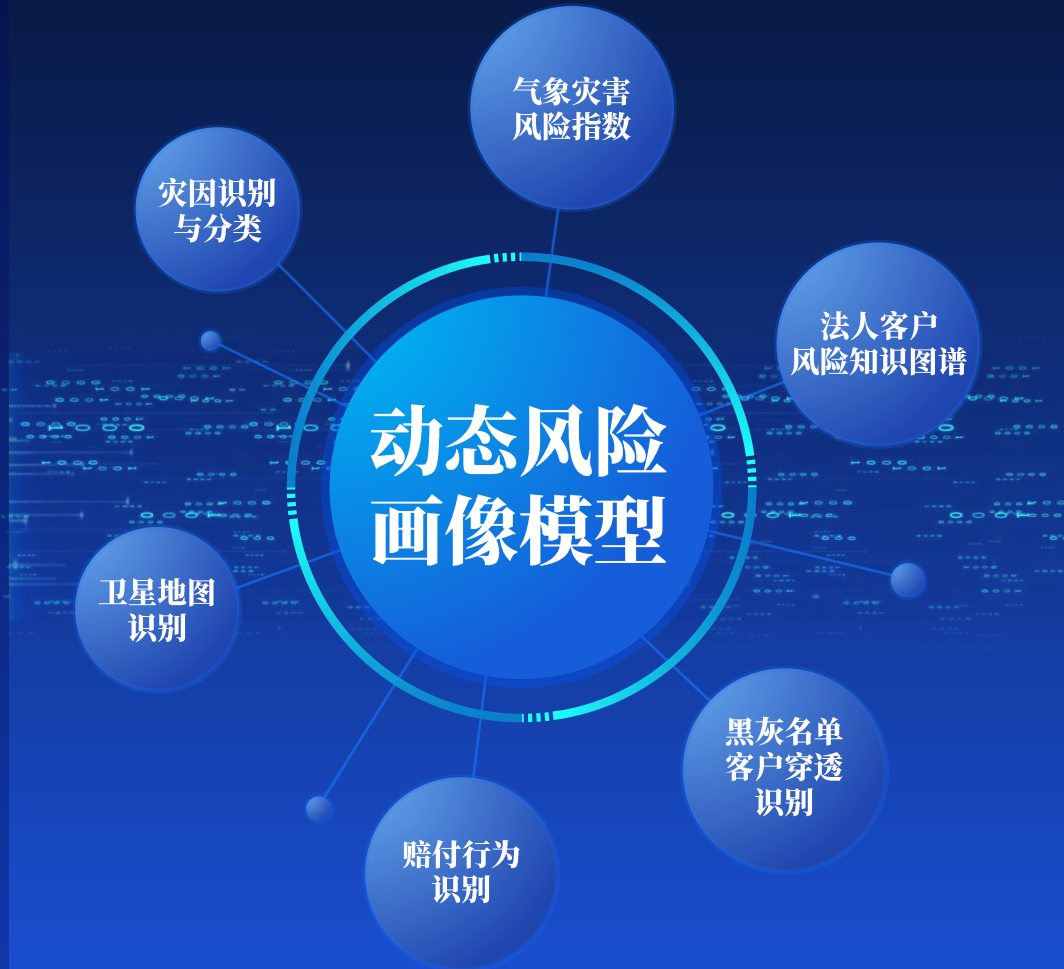 气象灾害
风险指数
灾因识别
与分类
法人客户
风险知识图谱
动态风险
画像模型
卫星地图
识别
黑灰名单
客户穿透
识别
赔付行为
识别